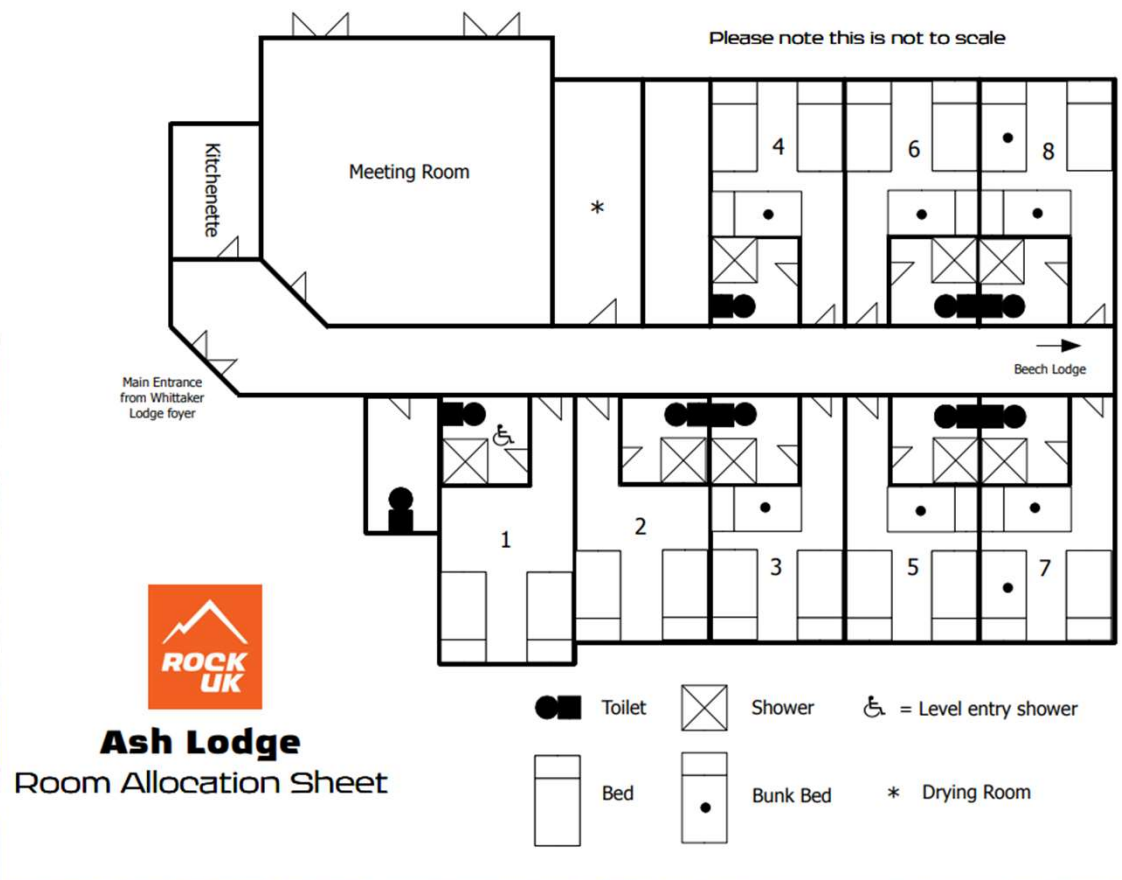 Please note this is not to scale
Kitchenette
Meeting Room
*
4
6
8
Beech Lodge
Main Entrance
from Whittaker
Lodge foyer
1
2
3
5
7
ROCK
UK
Ash Lodge
Room Allocation Sheet
Toilet
Shower
= Level entry shower
Bed
Bunk Bed
* Drying Room